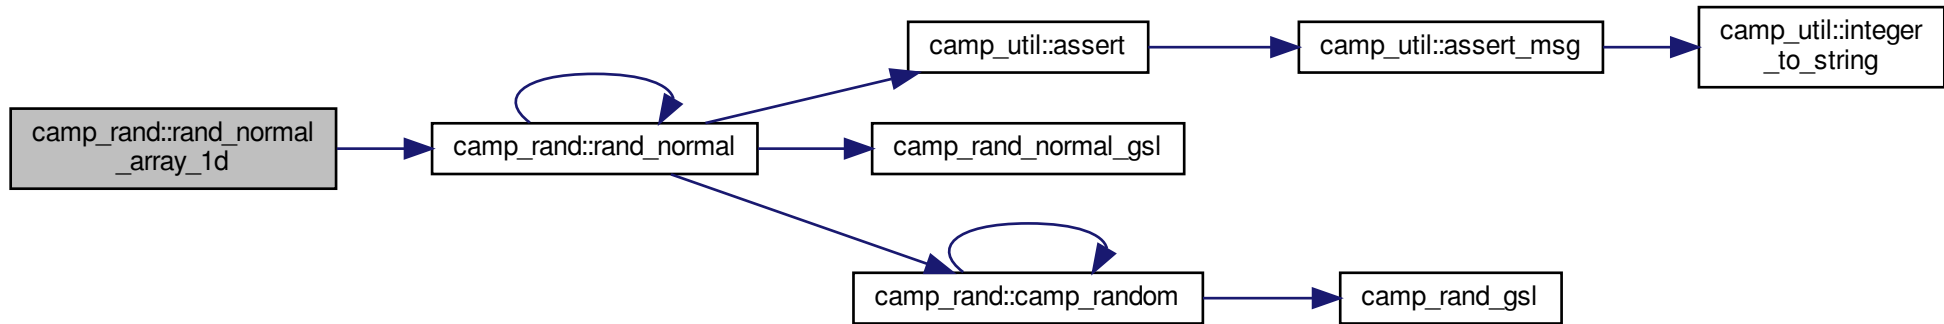 camp_rand::rand_normal
_array_1d
camp_rand::rand_normal
camp_util::assert
camp_util::assert_msg
camp_util::integer
_to_string
camp_rand_normal_gsl
camp_rand::camp_random
camp_rand_gsl